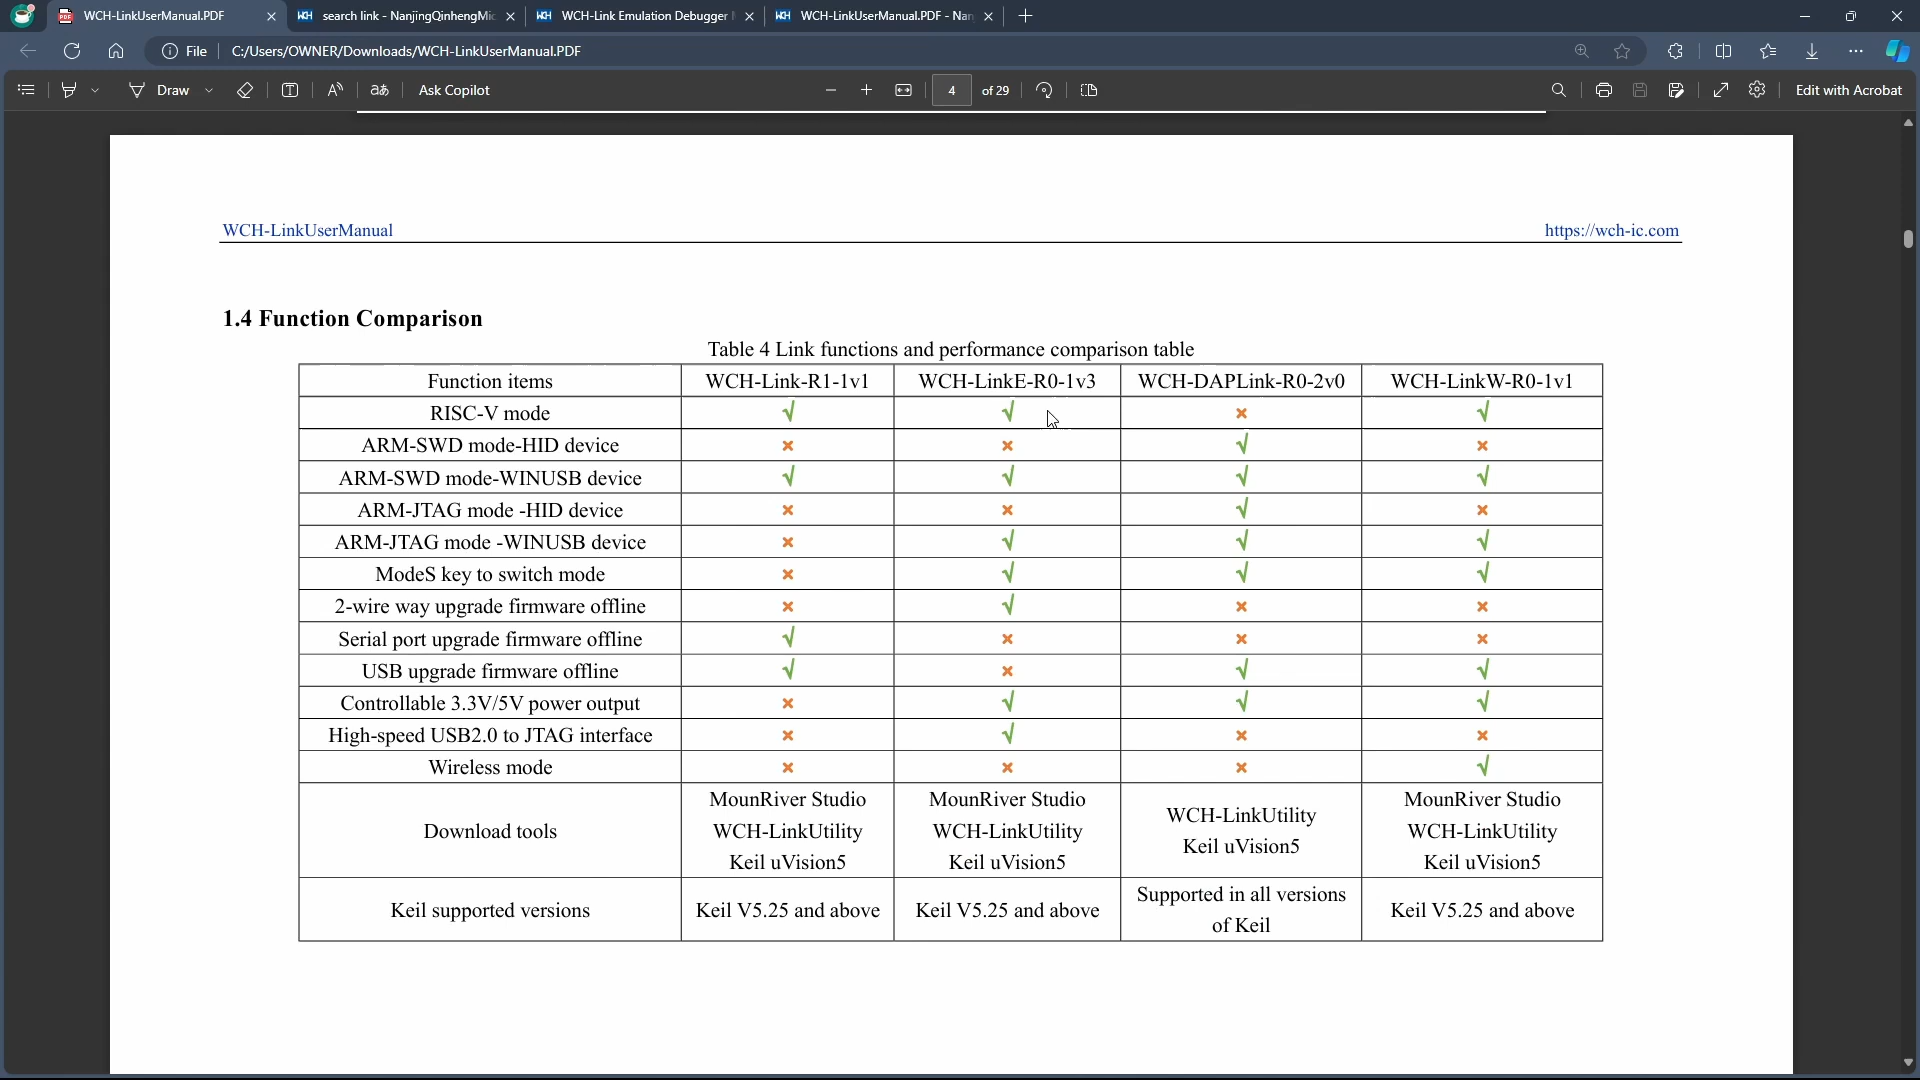 WCH-LinkUserManual.PDF
search link - NanjingQinhengMic
WCH-Link Emulation Debugger
WCH-LinkUserManual.PDF - Nan
File C:/Users/OWNER/Downloads/WCH-LinkUserManual.PDF
Draw aあ Ask Copilot 4 of 29 Edit with Acrobat
WCH-LinkUserManual https://wch-ic.com
1.4 Function Comparison
Table 4 Link functions and performance comparison table
Function items WCH-Link-R1-1v1 WCH-LinkE-R0-1v3 WCH-DAPLink-R0-2v0 WCH-LinkW-R0-1v1
RISC-V mode √ √ × √
ARM-SWD mode-HID device × × √ ×
ARM-SWD mode-WINUSB device √ √ √ √
ARM-JTAG mode -HID device × × √ ×
ARM-JTAG mode -WINUSB device × √ √ √
ModeS key to switch mode × √ √ √
2-wire way upgrade firmware offline × √ × ×
Serial port upgrade firmware offline √ × × ×
USB upgrade firmware offline √ × √ √
Controllable 3.3V/5V power output × √ √ √
High-speed USB2.0 to JTAG interface × √ × ×
Wireless mode × × × √
Download tools
MounRiver Studio
WCH-LinkUtility
Keil uVision5
MounRiver Studio
WCH-LinkUtility
Keil uVision5
WCH-LinkUtility
Keil uVision5
MounRiver Studio
WCH-LinkUtility
Keil uVision5
Keil supported versions
Keil V5.25 and above
Keil V5.25 and above
Supported in all versions
of Keil
Keil V5.25 and above